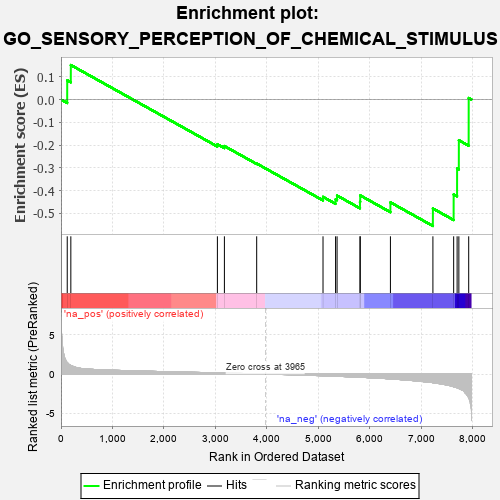 Enrichment plot:
GO_SENSORY_PERCEPTION_OF_CHEMICAL_STIMULUS
Enrichment score (ES)
0.1
0.0
-0.1
-0.2
-0.3
-0.4
-0.5
'na_pos' (positively correlated)
Ranked list metric (PreRanked)
5
0
-5
Zero cross at 3965
'na_neg' (negatively correlated)
0
1,000
2,000
3,000
4,000
5,000
6,000
7,000
8,000
Rank in Ordered Dataset
Enrichment profile
Hits
Ranking metric scores